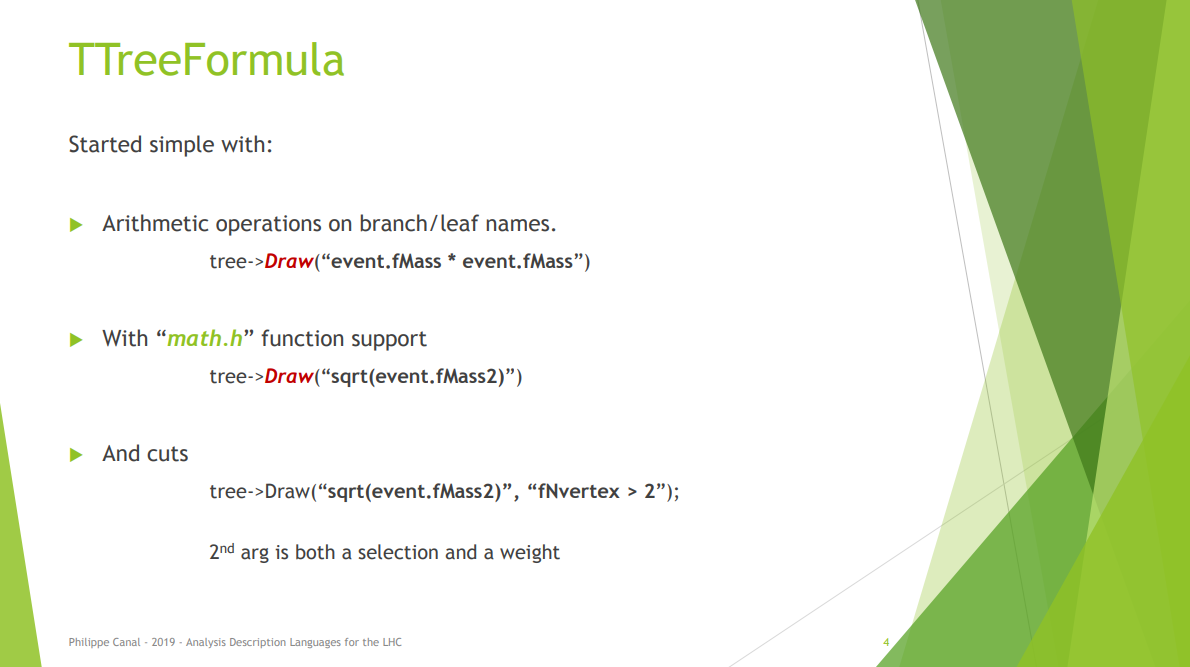 TTreeFormula
Started simple with:
Arithmetic operations on branch/leaf names.
tree->Draw(“event.fMass * event.fMass”)
With “math.h” function support
tree->Draw(“sqrt(event.fMass2)”)
And cuts
tree->Draw(“sqrt(event.fMass2)”, “fNvertex > 2”);
2nd arg is both a selection and a weight
Philippe Canal - 2019 - Analysis Description Languages for the LHC
4